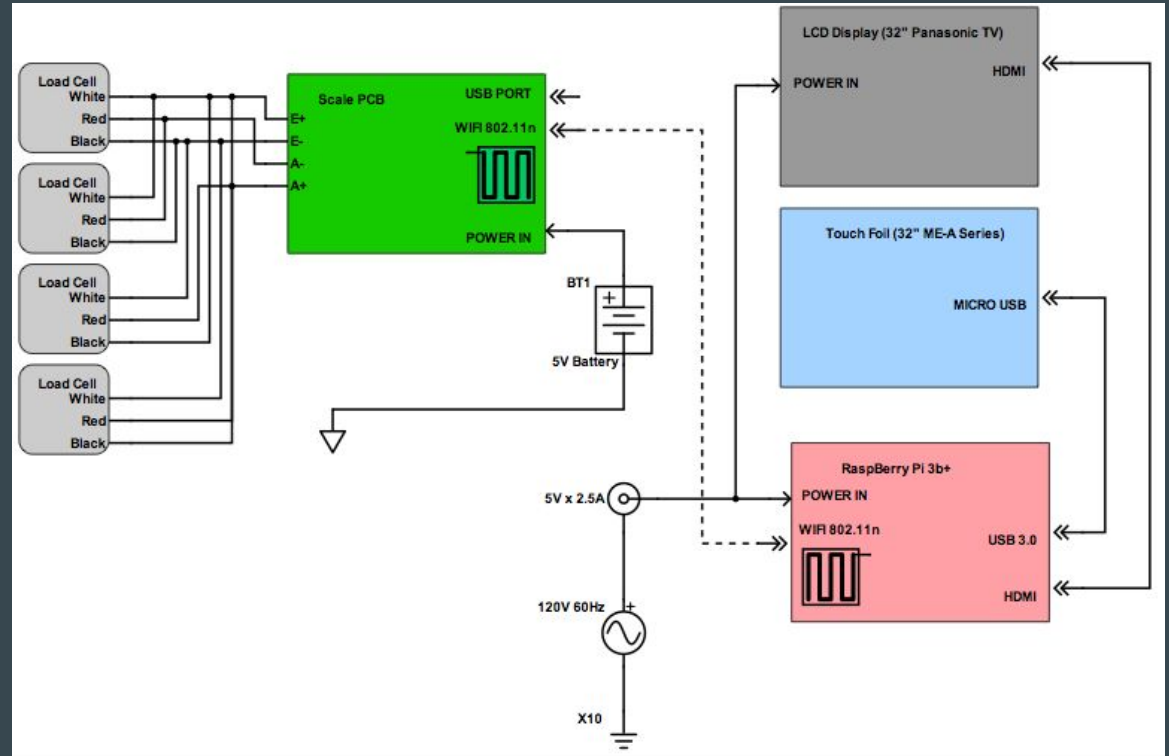 Load Cell
White
Red
Black
Load Cell
White
Red
Black
Load Cell
White
Red
Black
Load Cell
White
Red
Black
Scale PCB
USB PORT
WIFI 802.11n
E+
E-
A-
A+
POWER IN
BT1
+
5V Battery
LCD Display (32" Panasonic TV)
HDMI
POWER IN
Touch Foil (32" ME-A Series)
MICRO USB
RaspBerry Pi 3b+
POWER IN
WIFI 802.11n
USB 3.0
HDMI
5V x 2.5A
120V 60Hz
+
X10